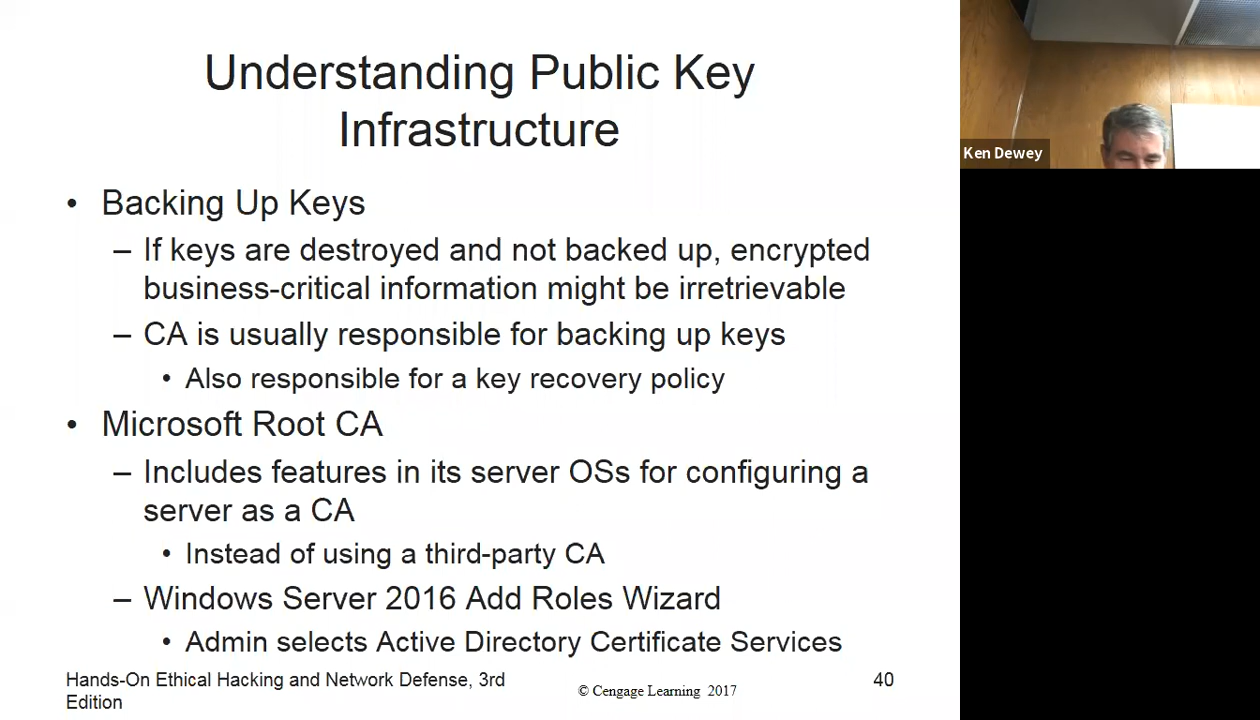 Understanding Public Key
Infrastructure
• Backing Up Keys
– If keys are destroyed and not backed up, encrypted
business-critical information might be irretrievable
– CA is usually responsible for backing up keys
• Also responsible for a key recovery policy
• Microsoft Root CA
– Includes features in its server OSs for configuring a
server as a CA
• Instead of using a third-party CA
– Windows Server 2016 Add Roles Wizard
• Admin selects Active Directory Certificate Services
Hands-On Ethical Hacking and Network Defense, 3rd
Edition
© Cengage Learning 2017
40
Ken Dewey